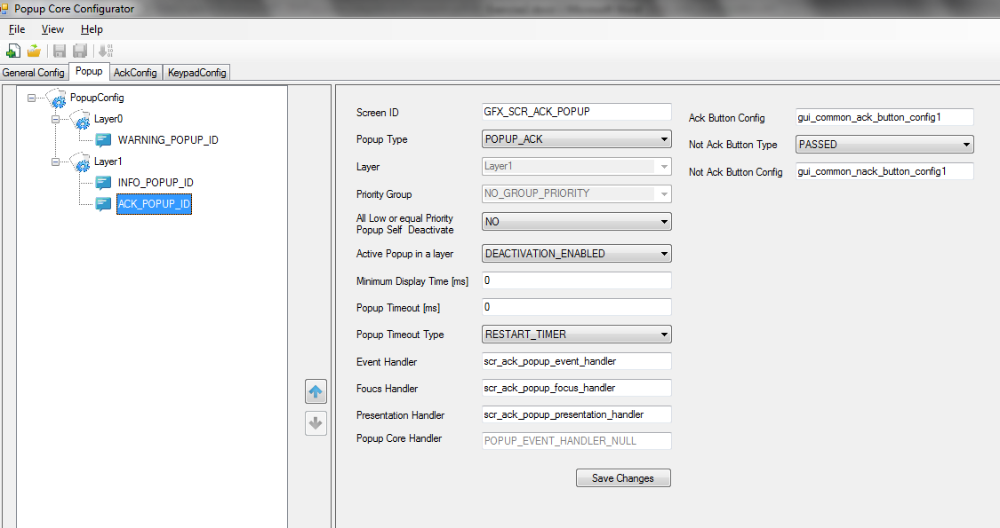 Popup Core Configurator
File View Help
General Config Popup AckConfig KeypadConfig
PopupConfig
Layer0
WARNING_POPUP_ID
Layer1
INFO_POPUP_ID
ACK_POPUP_ID
Screen ID GFX_SCR_ACK_POPUP
Popup Type POPUP_ACK
Layer Layer1
Priority Group NO_GROUP_PRIORITY
All Low or equal Priority
Popup Self Deactivate NO
Active Popup in a layer DEACTIVATION_ENABLED
Minimum Display Time [ms] 0
Popup Timeout [ms] 0
Popup Timeout Type RESTART_TIMER
Event Handler scr_ack_popup_event_handler
Foucs Handler scr_ack_popup_focus_handler
Presentation Handler scr_ack_popup_presentation_handler
Popup Core Handler POPUP_EVENT_HANDLER_NULL
Save Changes
Ack Button Config gui_common_ack_button_config1
Not Ack Button Type PASSED
Not Ack Button Config gui_common_nack_button_config1